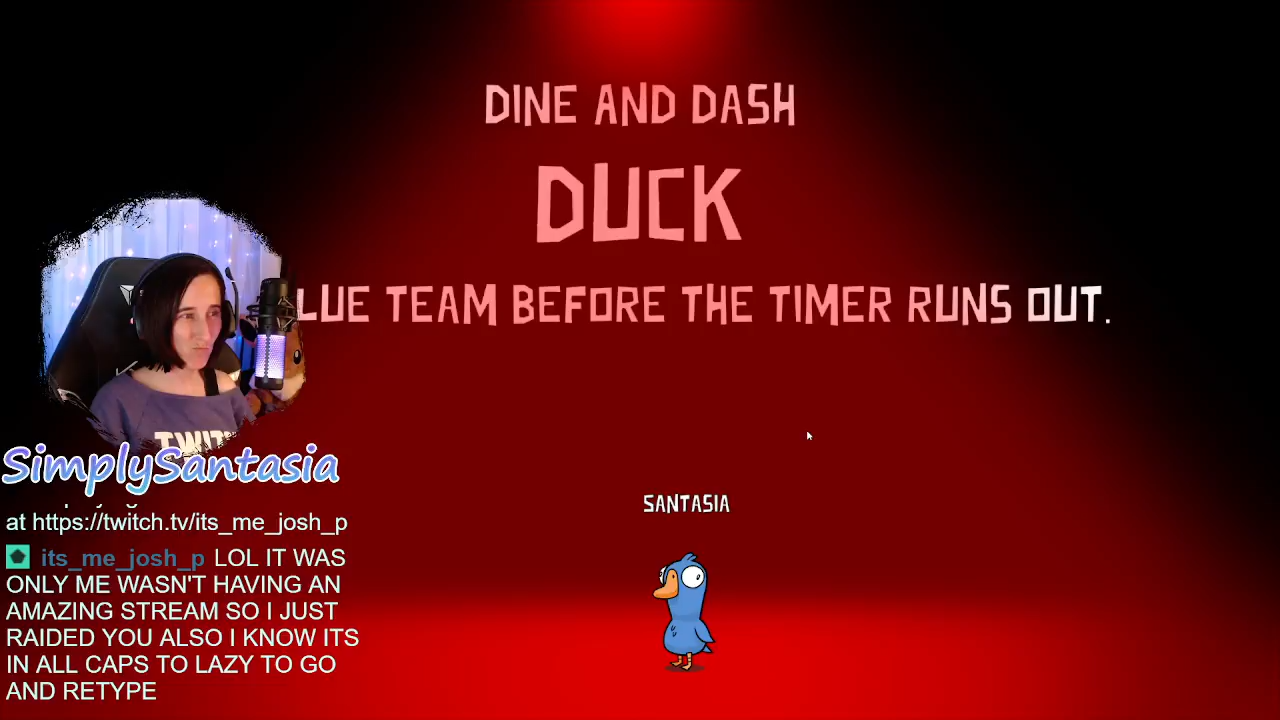 DINE AND DASH
DUCK
LUE TEAM BEFORE THE TIMER RUNS OUT.
SANTASIA
TWIT
SimplySantasia
at https://twitch.tv/its_me_josh_p
its_me_josh_p LOL IT WAS
ONLY ME WASN'T HAVING AN
AMAZING STREAM SO I JUST
RAIDED YOU ALSO I KNOW ITS
IN ALL CAPS TO LAZY TO GO
AND RETYPE